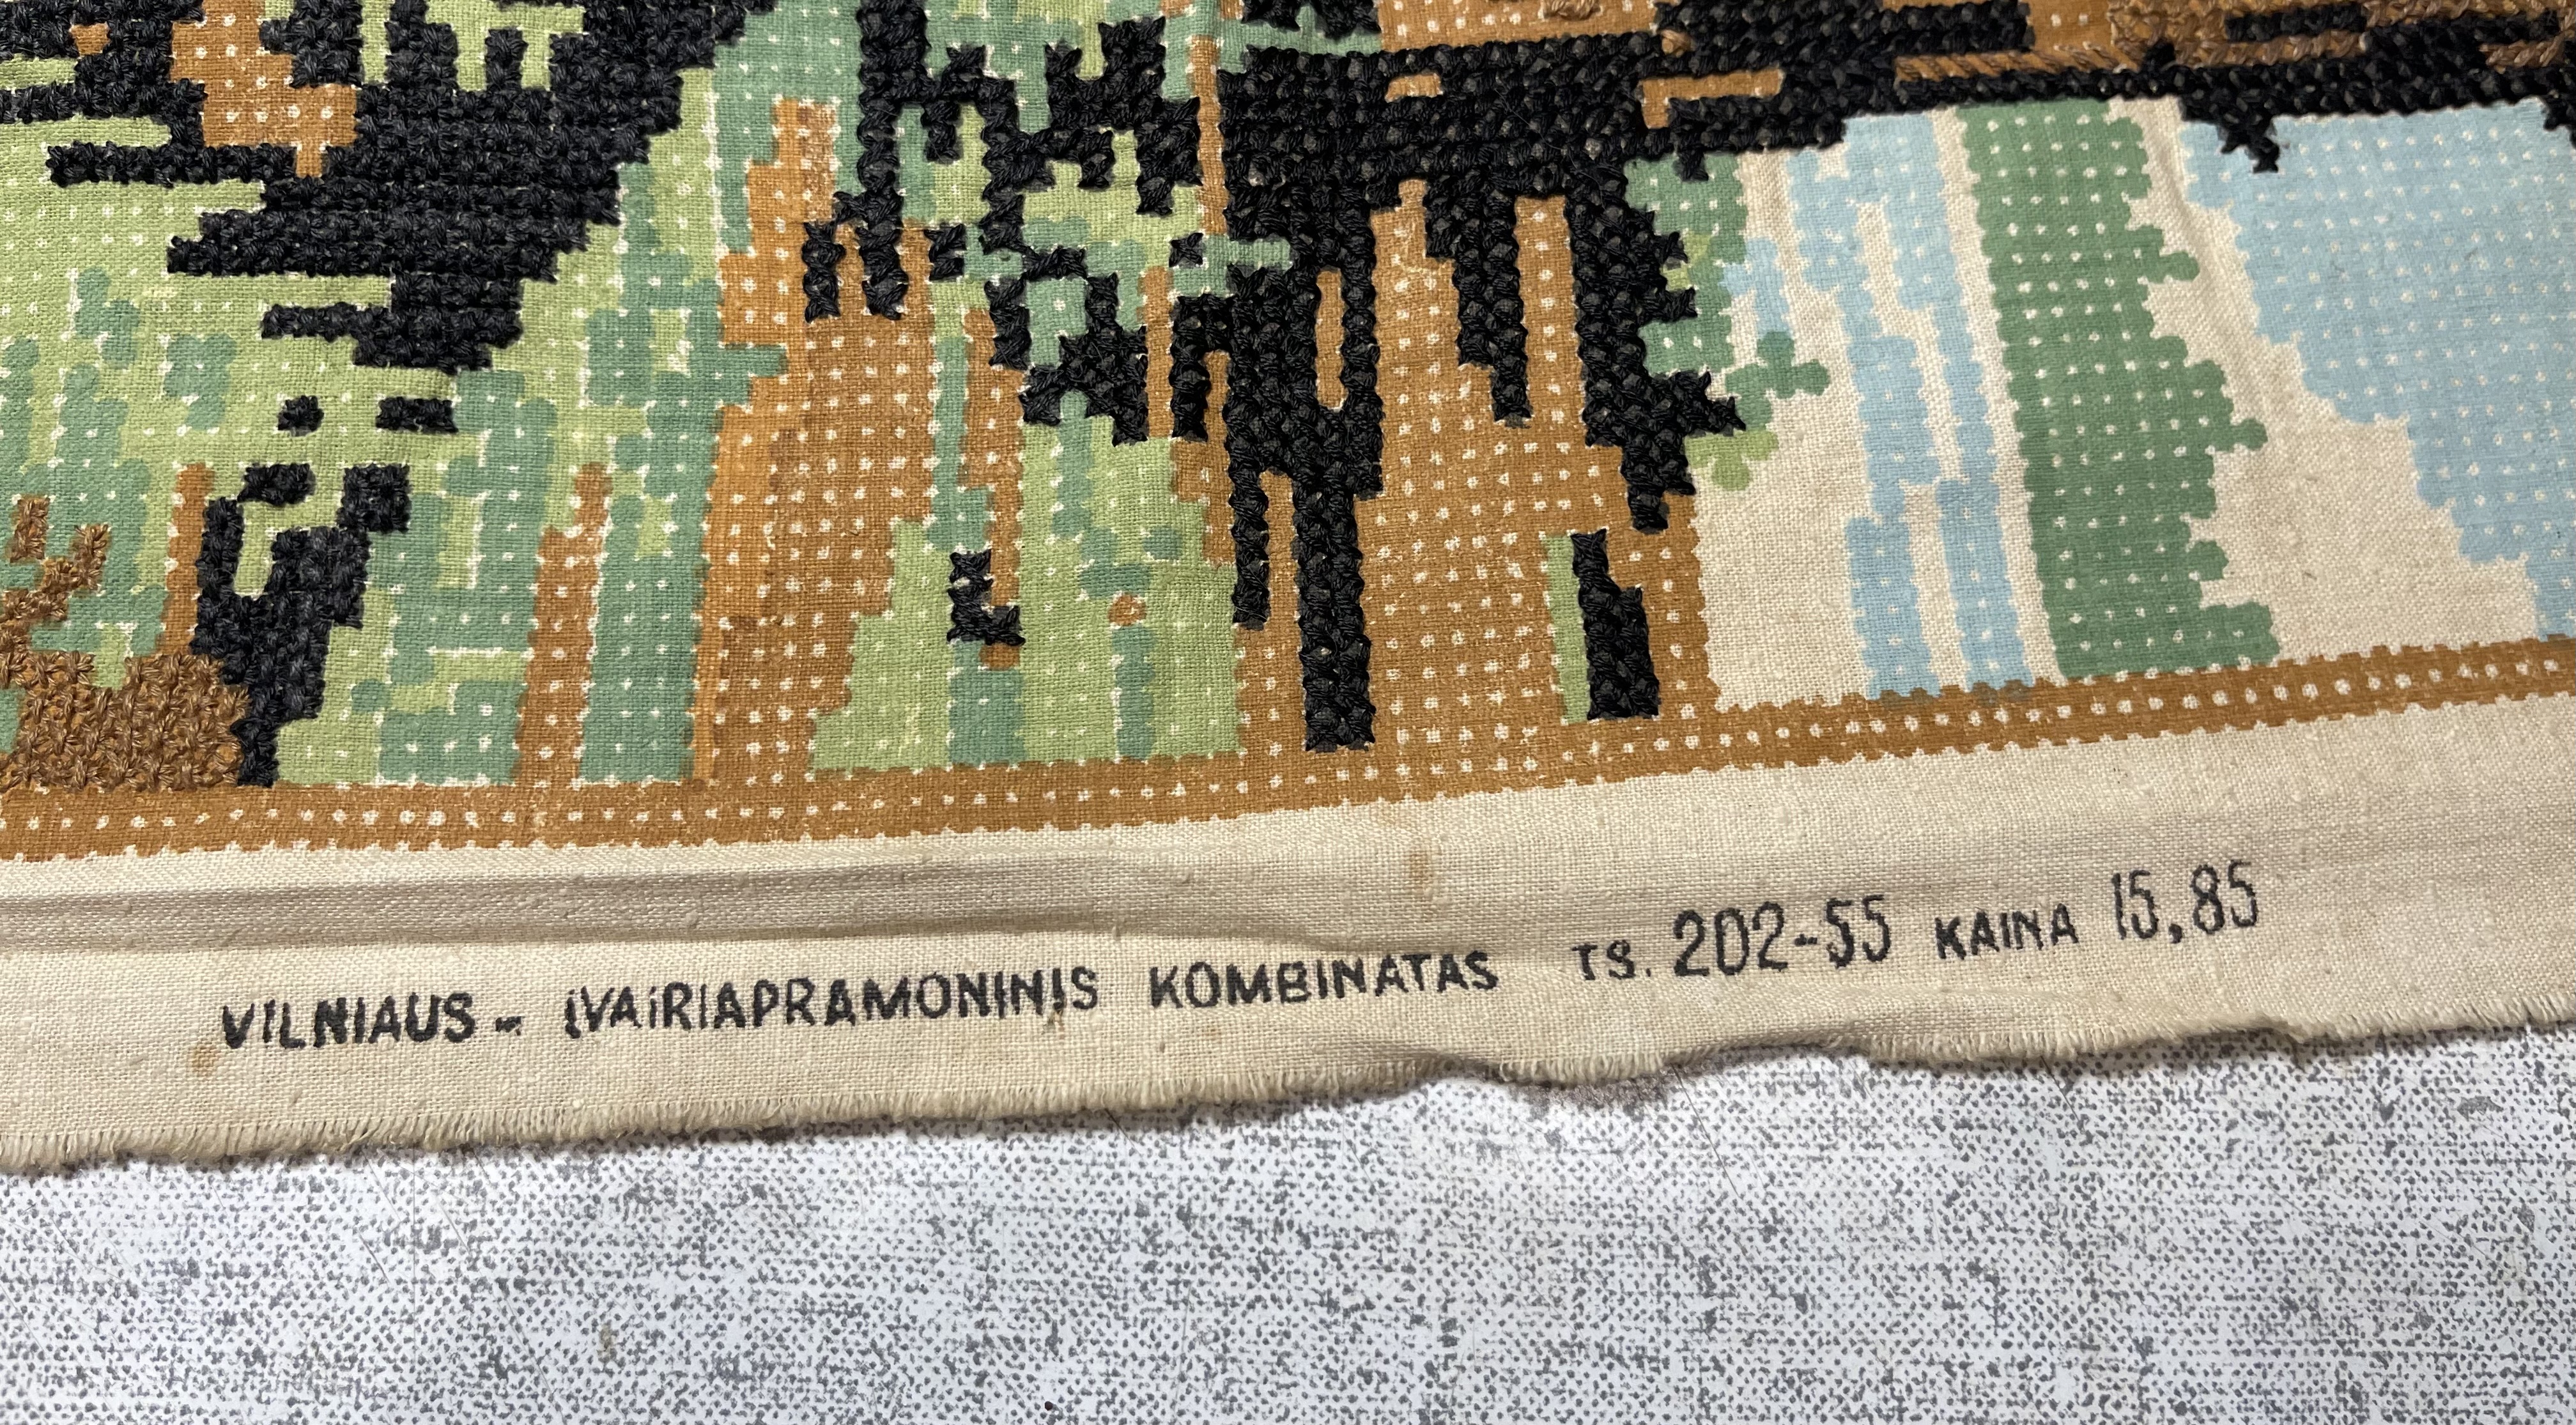 VILNIAUS - ĮVAIRIAPRAMONINIS KOMBINATAS TS. 202-55 KAINA 15,85